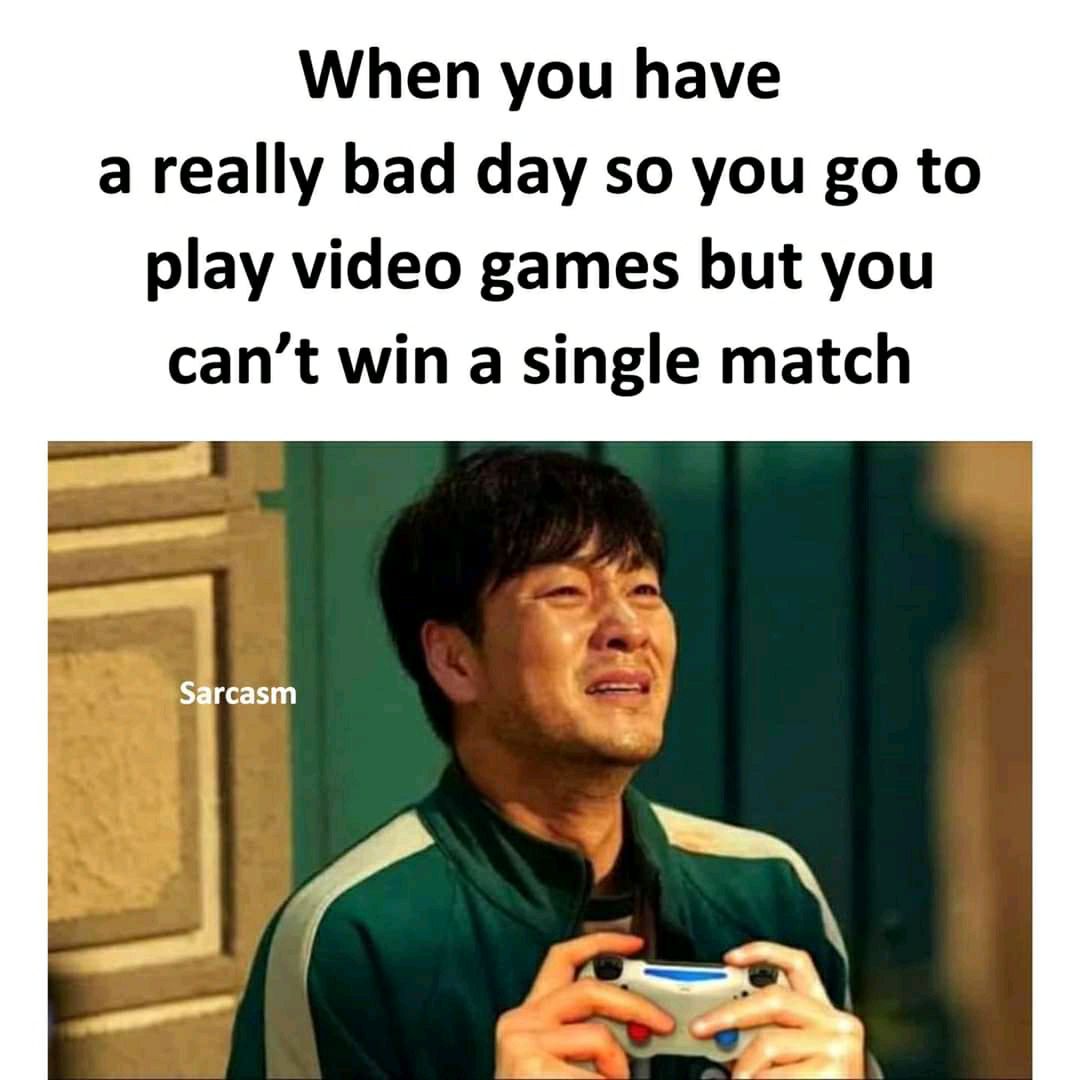 When you have
a really bad day so you go to
play video games but you
can’t win a single match
Sarcasm